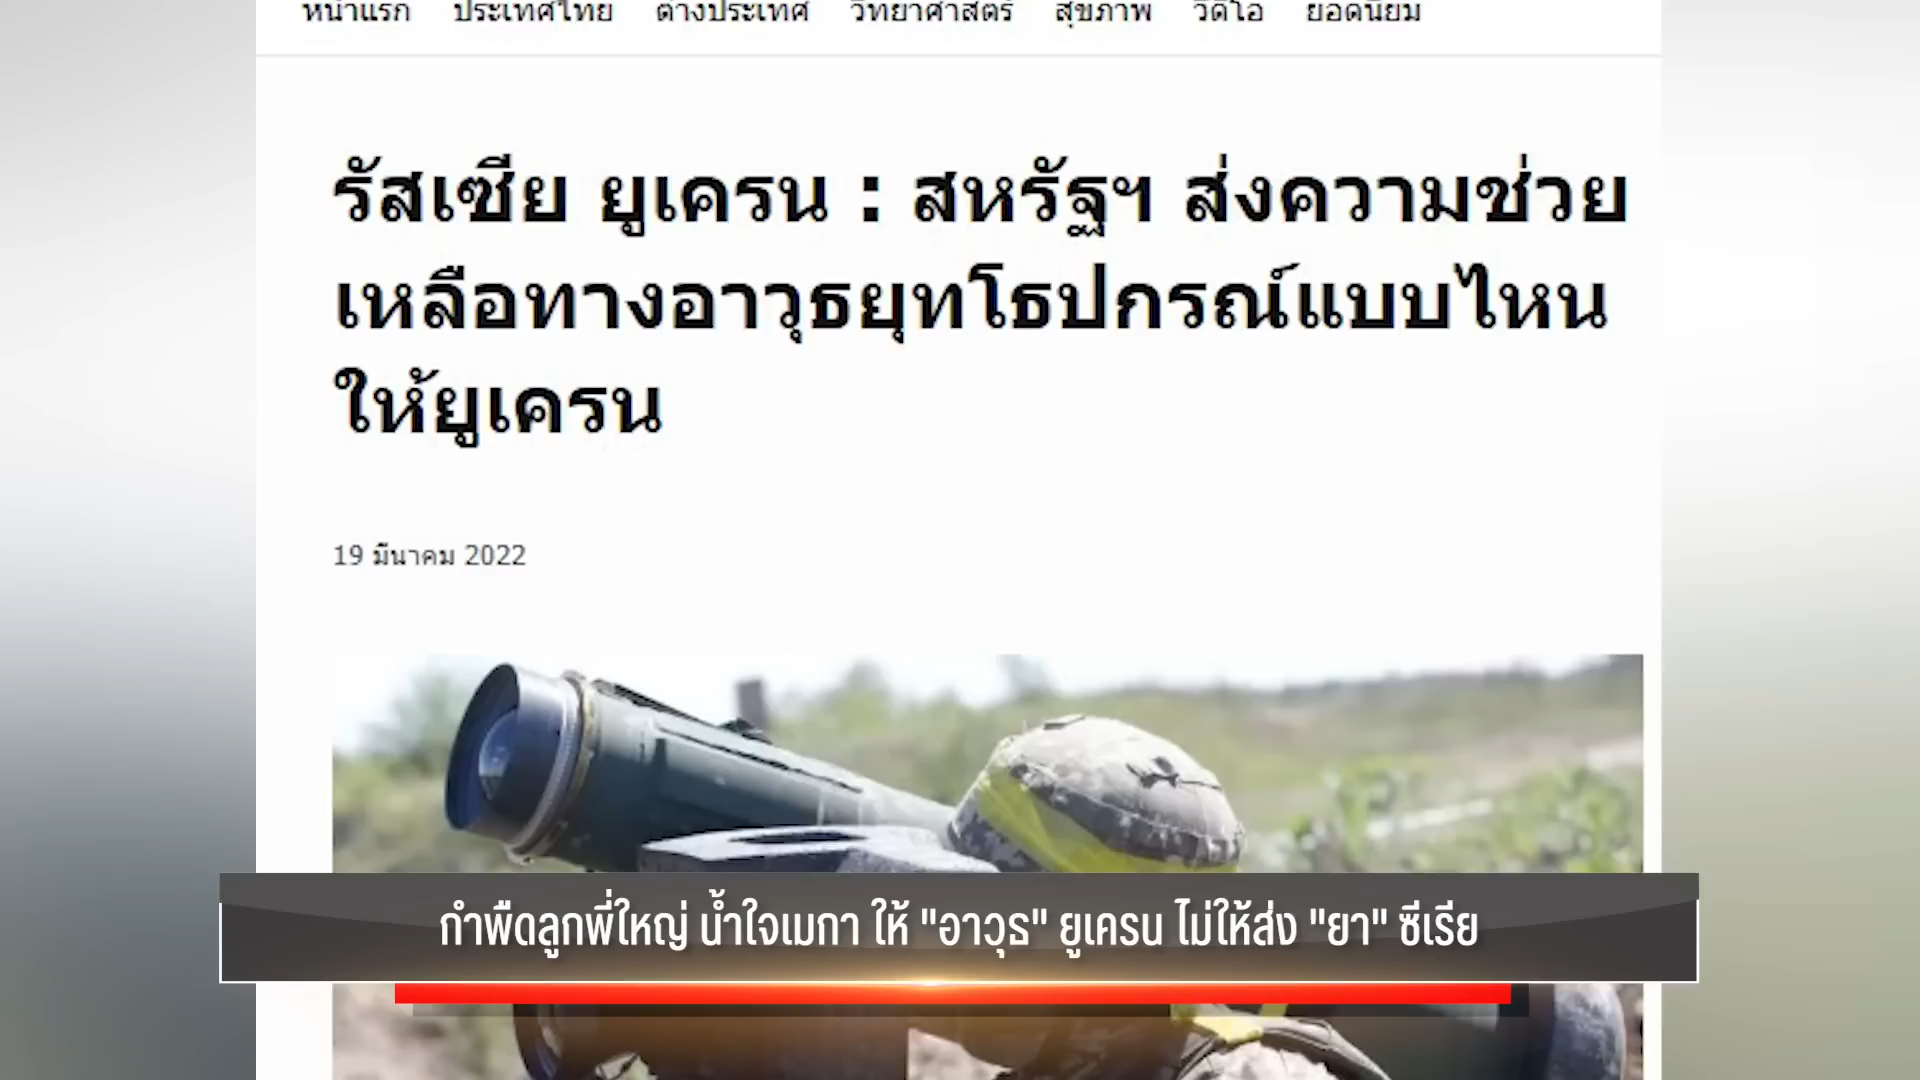 หน้าแรก ประเทศไทย ต่างประเทศ วิทยาศาสตร์ สุขภาพ วิดีโอ ยอดนิยม
รัสเซีย ยูเครน : สหรัฐฯ ส่งความช่วย
เหลือทางอาวุธยุทโธปกรณ์แบบไหน
ให้ยูเครน
19 มีนาคม 2022
กำพืดลูกพี่ใหญ่ น้ำใจเมกา ให้ "อาวุธ" ยูเครน ไม่ให้ส่ง "ยา" ซีเรีย